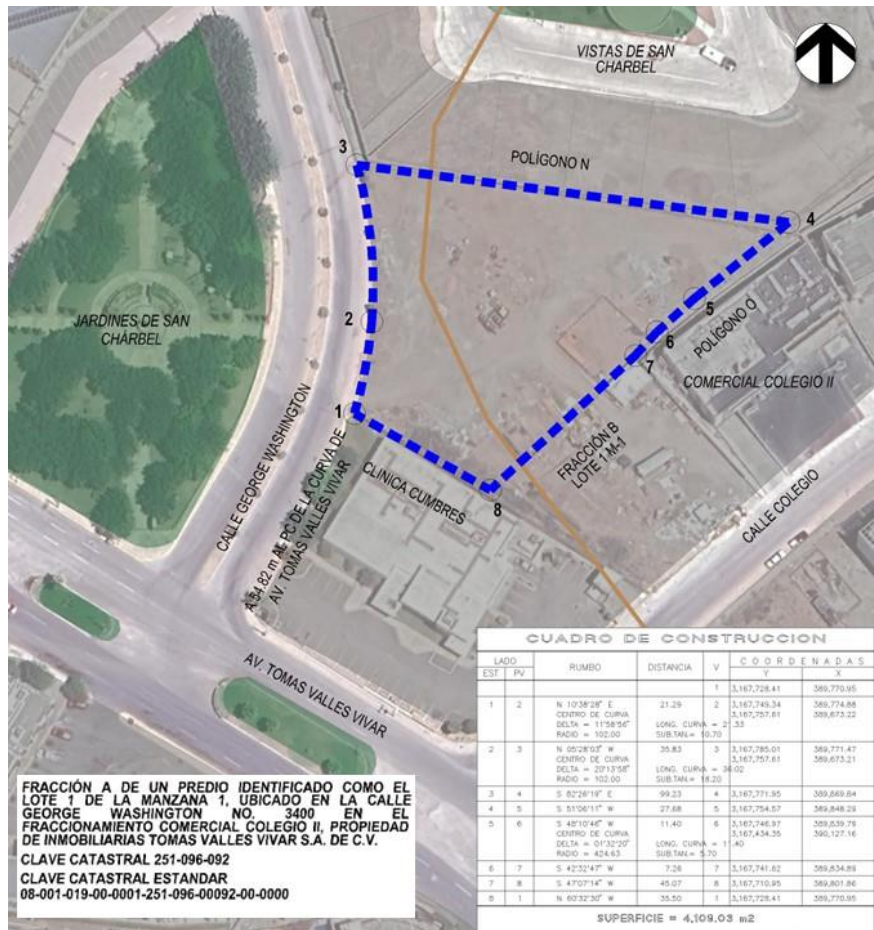 VISTAS DE SAN
CHARBEL
3
POLÍGONO N
4
JARDINES DE SAN
CHÁRBEL
2
5
POLÍGONO O
6
7
COMERCIAL COLEGIO II
1
CALLE GEORGE WASHINGTON
A 54.82 m AL PC DE LA CURVA DE
AV. TOMAS VALLES VIVAR
CLINICA CUMBRES
FRACCIÓN B
LOTE 1 M-1
8
CALLE COLEGIO
AV. TOMAS VALLES VIVAR
CUADRO DE CONSTRUCCION
LADO RUMBO DISTANCIA V COORDENADAS
EST PV Y X
1 3,167,728.41 389,770.95
1 2 N 10°38'28" E 21.29 2 3,167,749.34 389,774.88
CENTRO DE CURVA 3,167,757.61 389,673.22
DELTA = 11°58'56" LONG. CURVA = 21.33
RADIO = 102.00 SUB.TAN.= 10.70
2 3 N 05°28'03" W 35.83 3 3,167,785.01 389,771.47
CENTRO DE CURVA 3,167,757.61 389,673.21
DELTA = 20°13'58" LONG. CURVA = 36.02
RADIO = 102.00 SUB.TAN.= 18.20
3 4 S 82°26'19" E 99.23 4 3,167,771.95 389,869.84
4 5 S 51°06'11" W 27.68 5 3,167,754.57 389,848.29
5 6 S 48°10'46" W 11.40 6 3,167,746.97 389,839.79
CENTRO DE CURVA 3,167,434.35 390,127.16
DELTA = 01°32'20" LONG. CURVA = 11.40
RADIO = 424.63 SUB.TAN.= 5.70
6 7 S 42°32'47" W 7.26 7 3,167,741.62 389,834.89
7 8 S 47°07'14" W 45.07 8 3,167,710.95 389,801.86
8 1 N 60°32'30" W 35.50 1 3,167,728.41 389,770.95
SUPERFICIE = 4,109.03 m2
FRACCIÓN A DE UN PREDIO IDENTIFICADO COMO EL
LOTE 1 DE LA MANZANA 1, UBICADO EN LA CALLE
GEORGE WASHINGTON NO. 3400 EN EL
FRACCIONAMIENTO COMERCIAL COLEGIO II, PROPIEDAD
DE INMOBILIARIAS TOMAS VALLES VIVAR S.A. DE C.V.
CLAVE CATASTRAL 251-096-092
CLAVE CATASTRAL ESTANDAR
08-001-019-00-0001-251-096-00092-00-0000